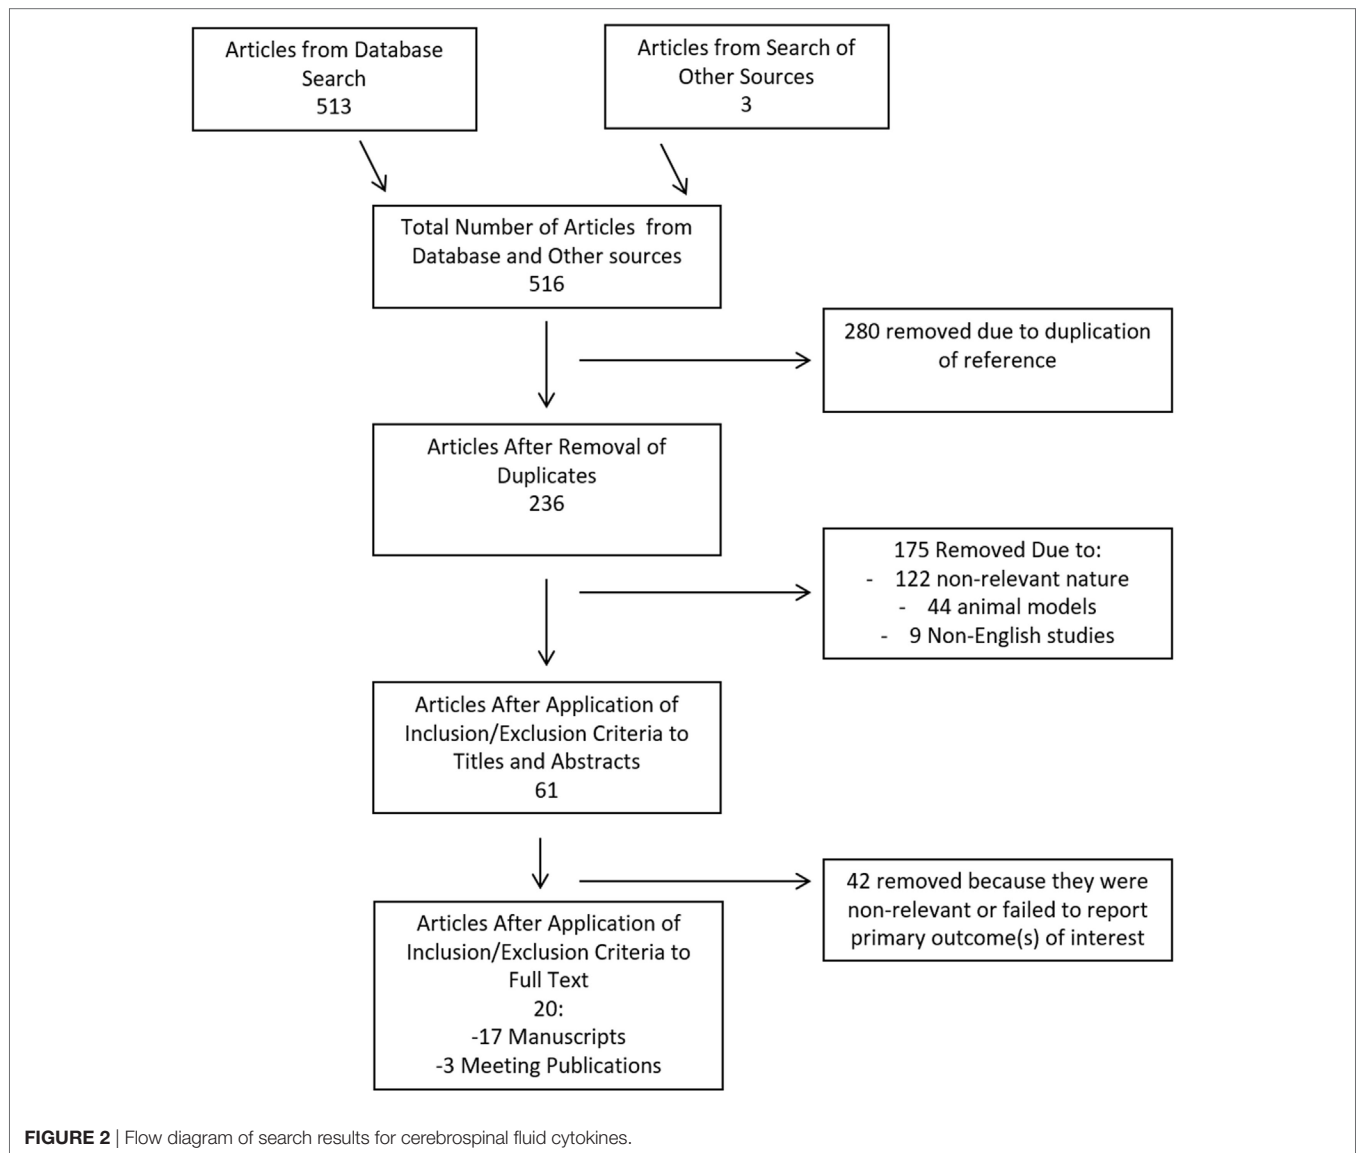 Articles from Database
Search
513
Articles from Search of
Other Sources
3
Total Number of Articles from
Database and Other sources
516
280 removed due to duplication
of reference
Articles After Removal of
Duplicates
236
175 Removed Due to:
- 122 non-relevant nature
- 44 animal models
- 9 Non-English studies
Articles After Application of
Inclusion/Exclusion Criteria to
Titles and Abstracts
61
42 removed because they were
non-relevant or failed to report
primary outcome(s) of interest
Articles After Application of
Inclusion/Exclusion Criteria to
Full Text
20:
-17 Manuscripts
-3 Meeting Publications
FIGURE 2 | Flow diagram of search results for cerebrospinal fluid cytokines.